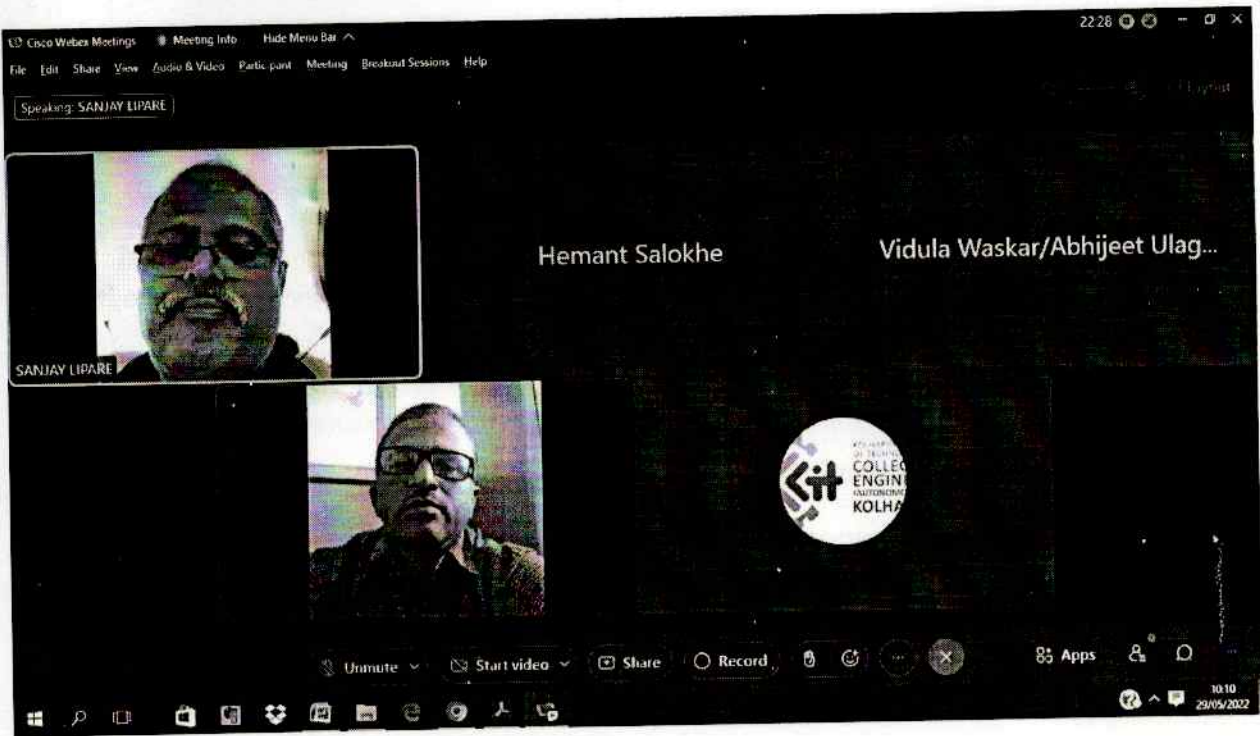 Cisco Webex Meetings Meeting Info Hide Menu Bar
22:28
File Edit Share View Audio & Video Participant Meeting Breakout Sessions Help
Layout
Speaking: SANJAY LIPARE
SANJAY LIPARE
Hemant Salokhe
Vidula Waskar/Abhijeet Ulag...
Kit
COLLEG
ENGIN
KOLHA
Unmute Start video Share Record
Apps
10:10
29/05/2022